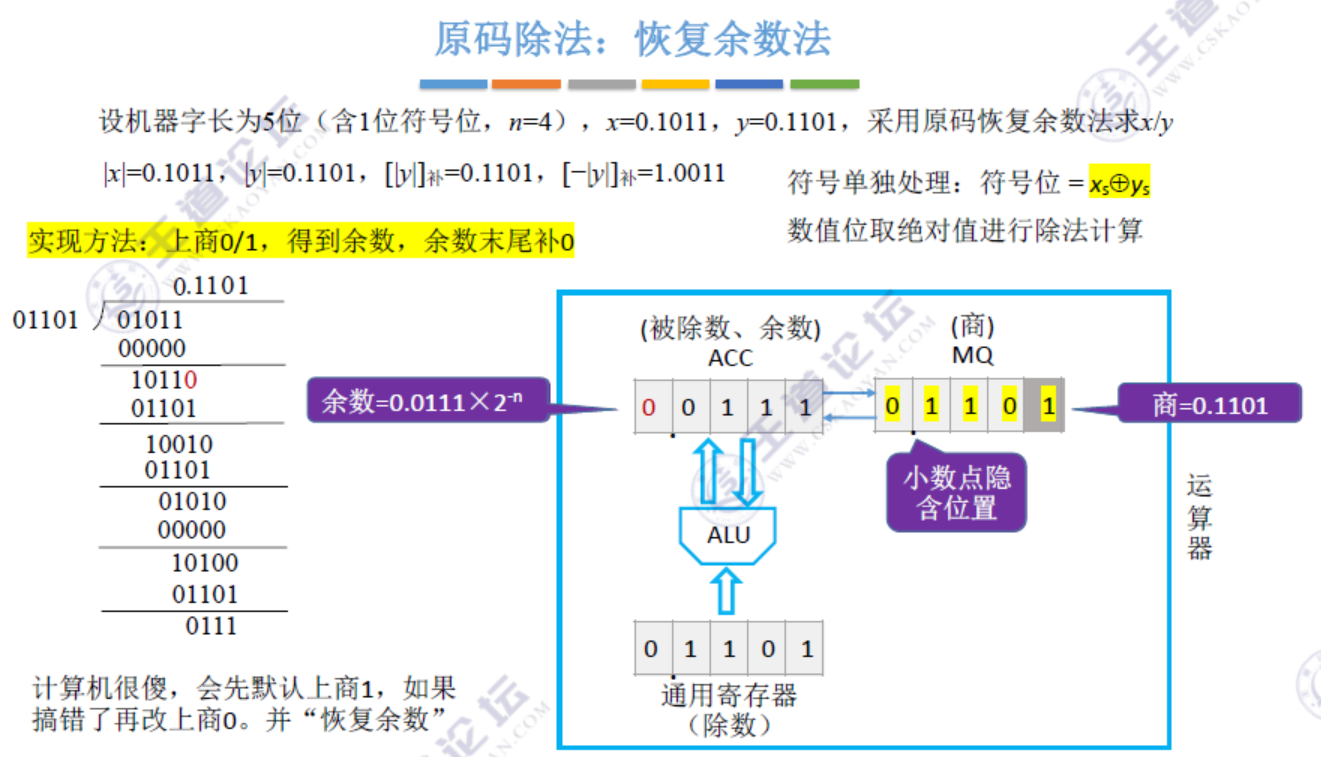 原码除法：恢复余数法
设机器字长为5位（含1位符号位，n=4），x=0.1011，y=0.1101，采用原码恢复余数法求x/y
|x|=0.1011，|y|=0.1101，[|y|]补=0.1101，[−|y|]补=1.0011
符号单独处理：符号位 = xs⊕ys
数值位取绝对值进行除法计算
实现方法：上商0/1，得到余数，余数末尾补0
0.1101
01101 01011
00000
10110
01101
10010
01101
01010
00000
10100
01101
0111
计算机很傻，会先默认上商1，如果
搞错了再改上商0。并“恢复余数”
余数=0.0111×2-n
(被除数、余数)
ACC
0 0 1 1 1
(商)
MQ
0 1 1 0 1
商=0.1101
小数点隐
含位置
ALU
0 1 1 0 1
通用寄存器
（除数）
运
算
器
王道论坛
WWW.CSKAOYAN.COM